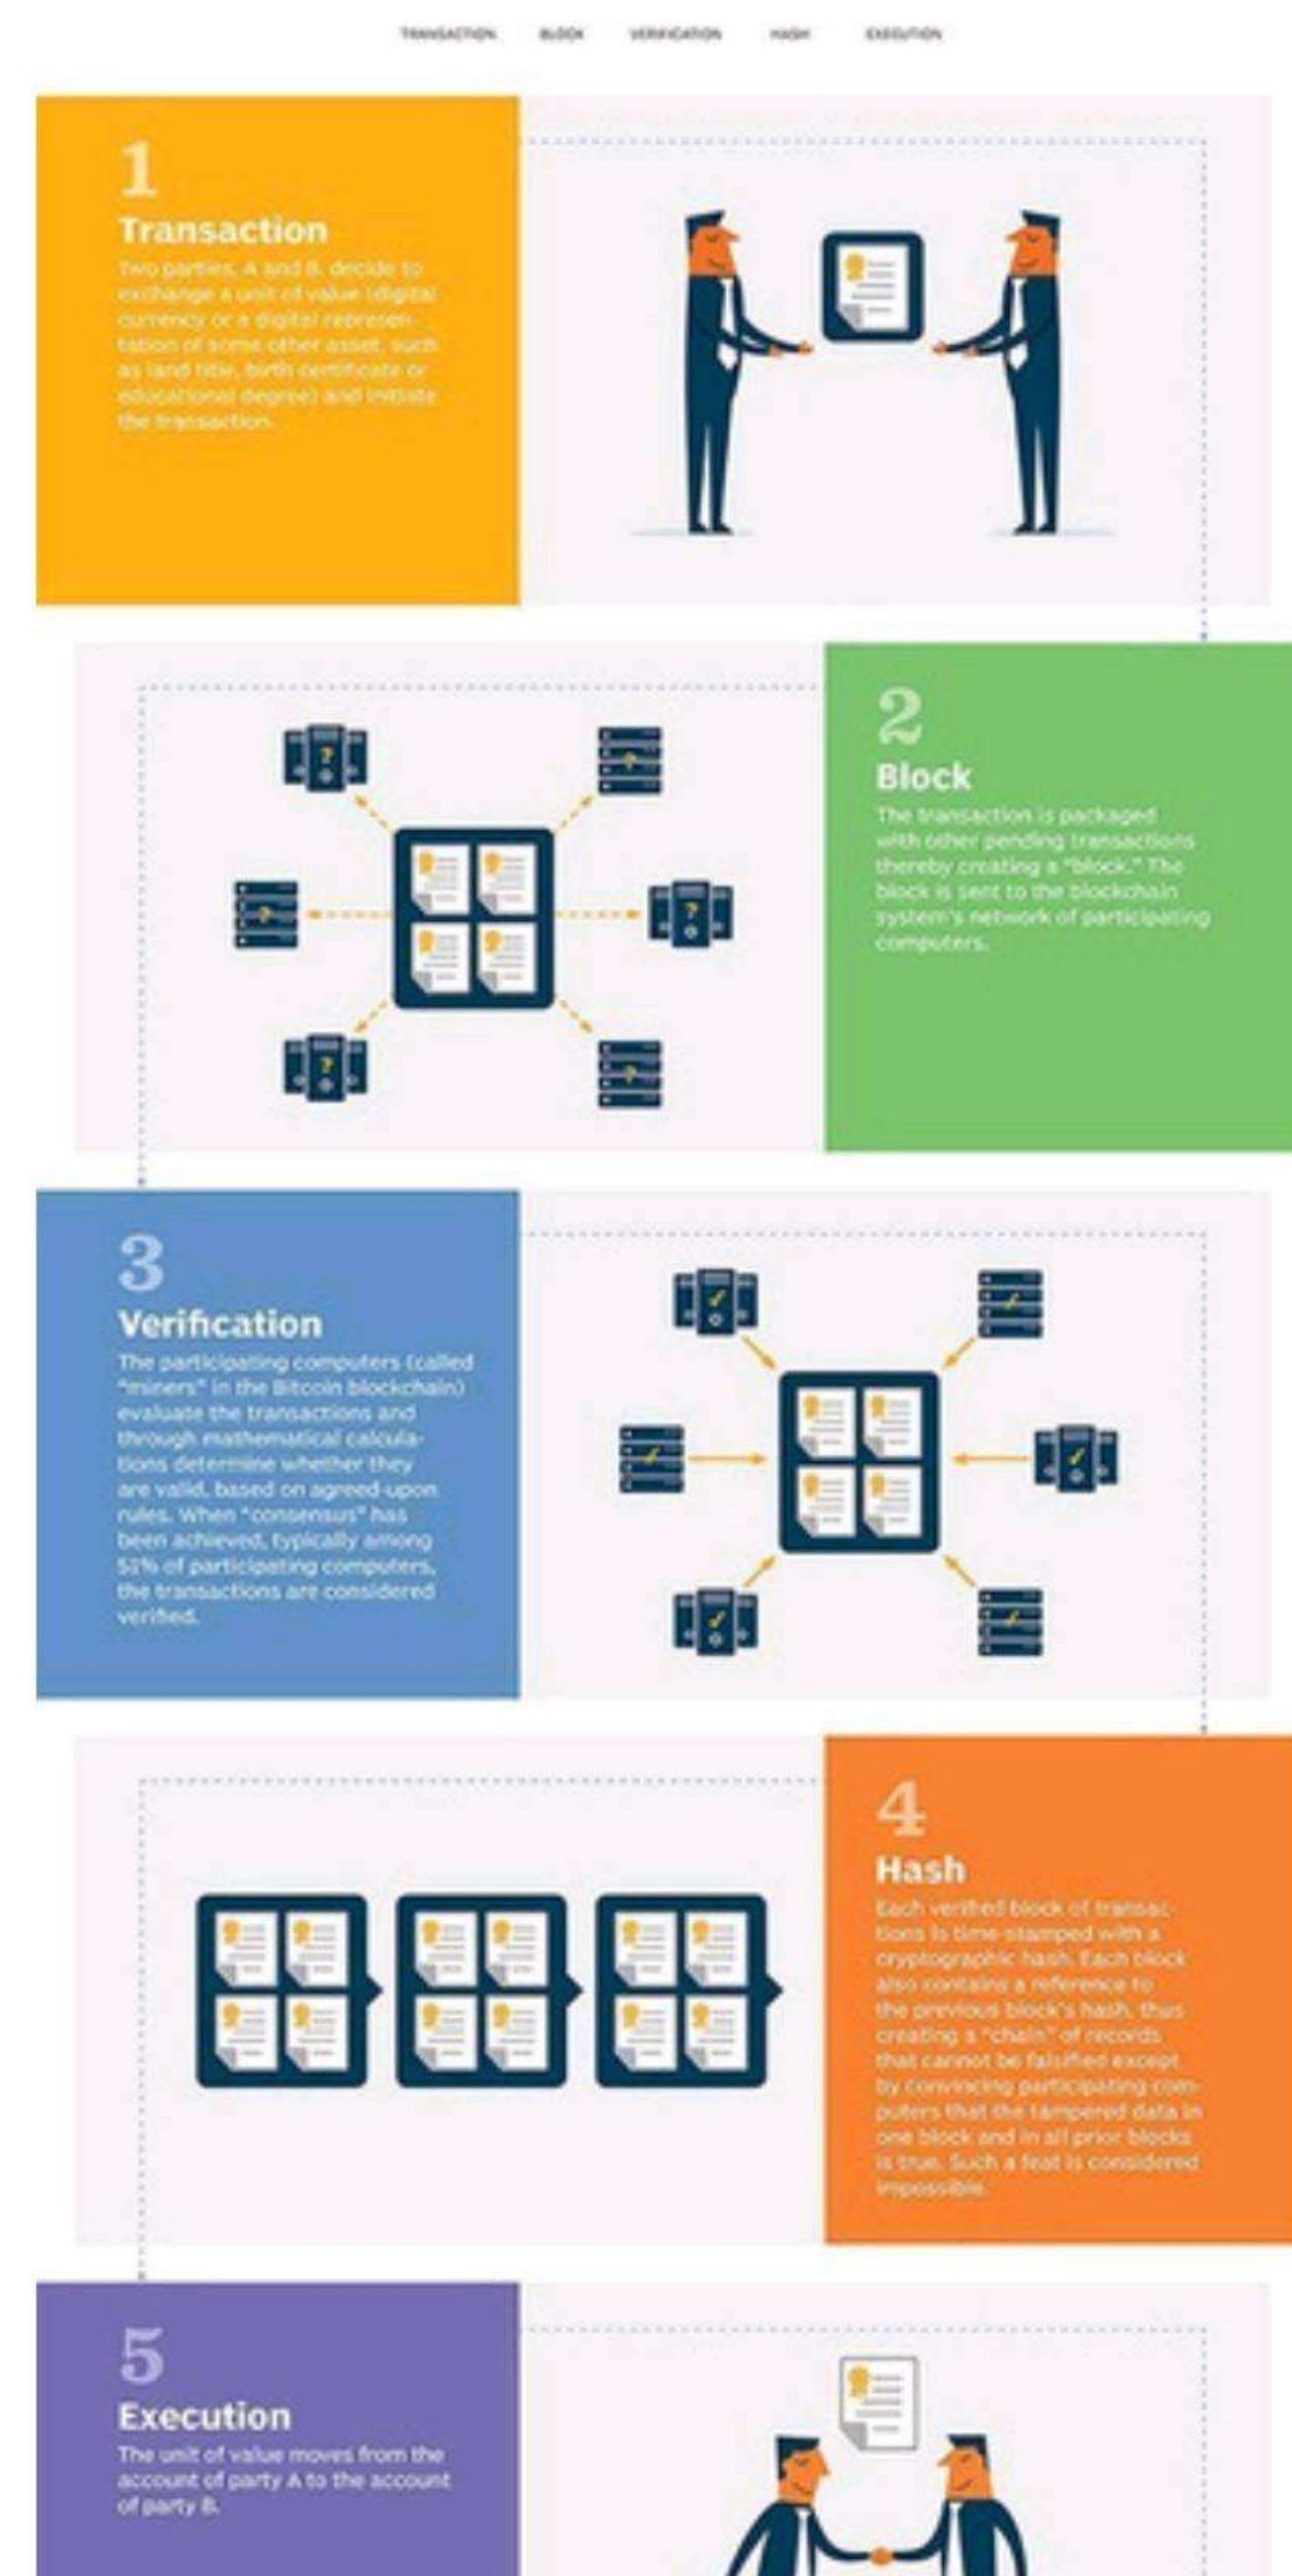 TRANSACTION BLOCK VERIFICATION HASH EXECUTION
1
Transaction
Two parties, A and B, decide to
exchange a unit of value (digital
currency or a digital represen-
tation of some other asset, such
as land title, birth certificate or
educational degree) and initiate
the transaction.
2
Block
The transaction is packaged
with other pending transactions
thereby creating a "block." The
block is sent to the blockchain
system's network of participating
computers.
3
Verification
The participating computers (called
"miners" in the Bitcoin blockchain)
evaluate the transactions and
through mathematical calcula-
tions determine whether they
are valid, based on agreed-upon
rules. When "consensus" has
been achieved, typically among
51% of participating computers,
the transactions are considered
verified.
4
Hash
Each verified block of transac-
tions is time-stamped with a
cryptographic hash. Each block
also contains a reference to
the previous block's hash, thus
creating a "chain" of records
that cannot be falsified except
by convincing participating com-
puters that the tampered data in
one block and in all prior blocks
is true. Such a feat is considered
impossible.
5
Execution
The unit of value moves from the
account of party A to the account
of party B.